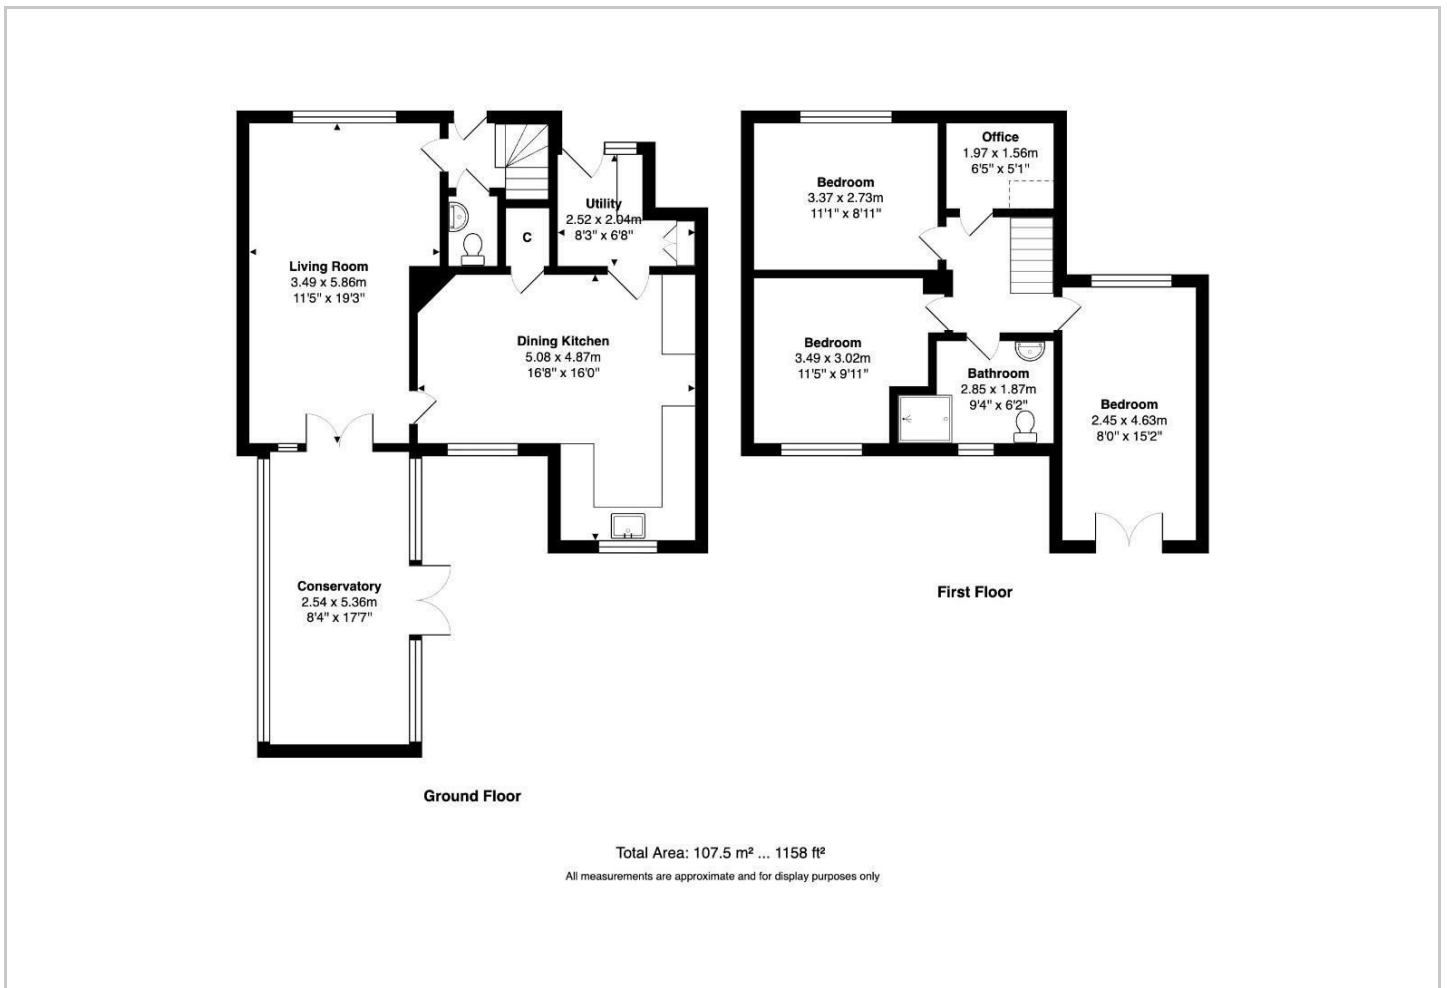 Living Room
3.49 x 5.86m
11'5" x 19'3"
C
Utility
2.52 x 2.04m
8'3" x 6'8"
Dining Kitchen
5.08 x 4.87m
16'8" x 16'0"
Conservatory
2.54 x 5.36m
8'4" x 17'7"
Ground Floor
Bedroom
3.37 x 2.73m
11'1" x 8'11"
Office
1.97 x 1.56m
6'5" x 5'1"
Bedroom
3.49 x 3.02m
11'5" x 9'11"
Bathroom
2.85 x 1.87m
9'4" x 6'2"
Bedroom
2.45 x 4.63m
8'0" x 15'2"
First Floor
Total Area: 107.5 m² ... 1158 ft²
All measurements are approximate and for display purposes only